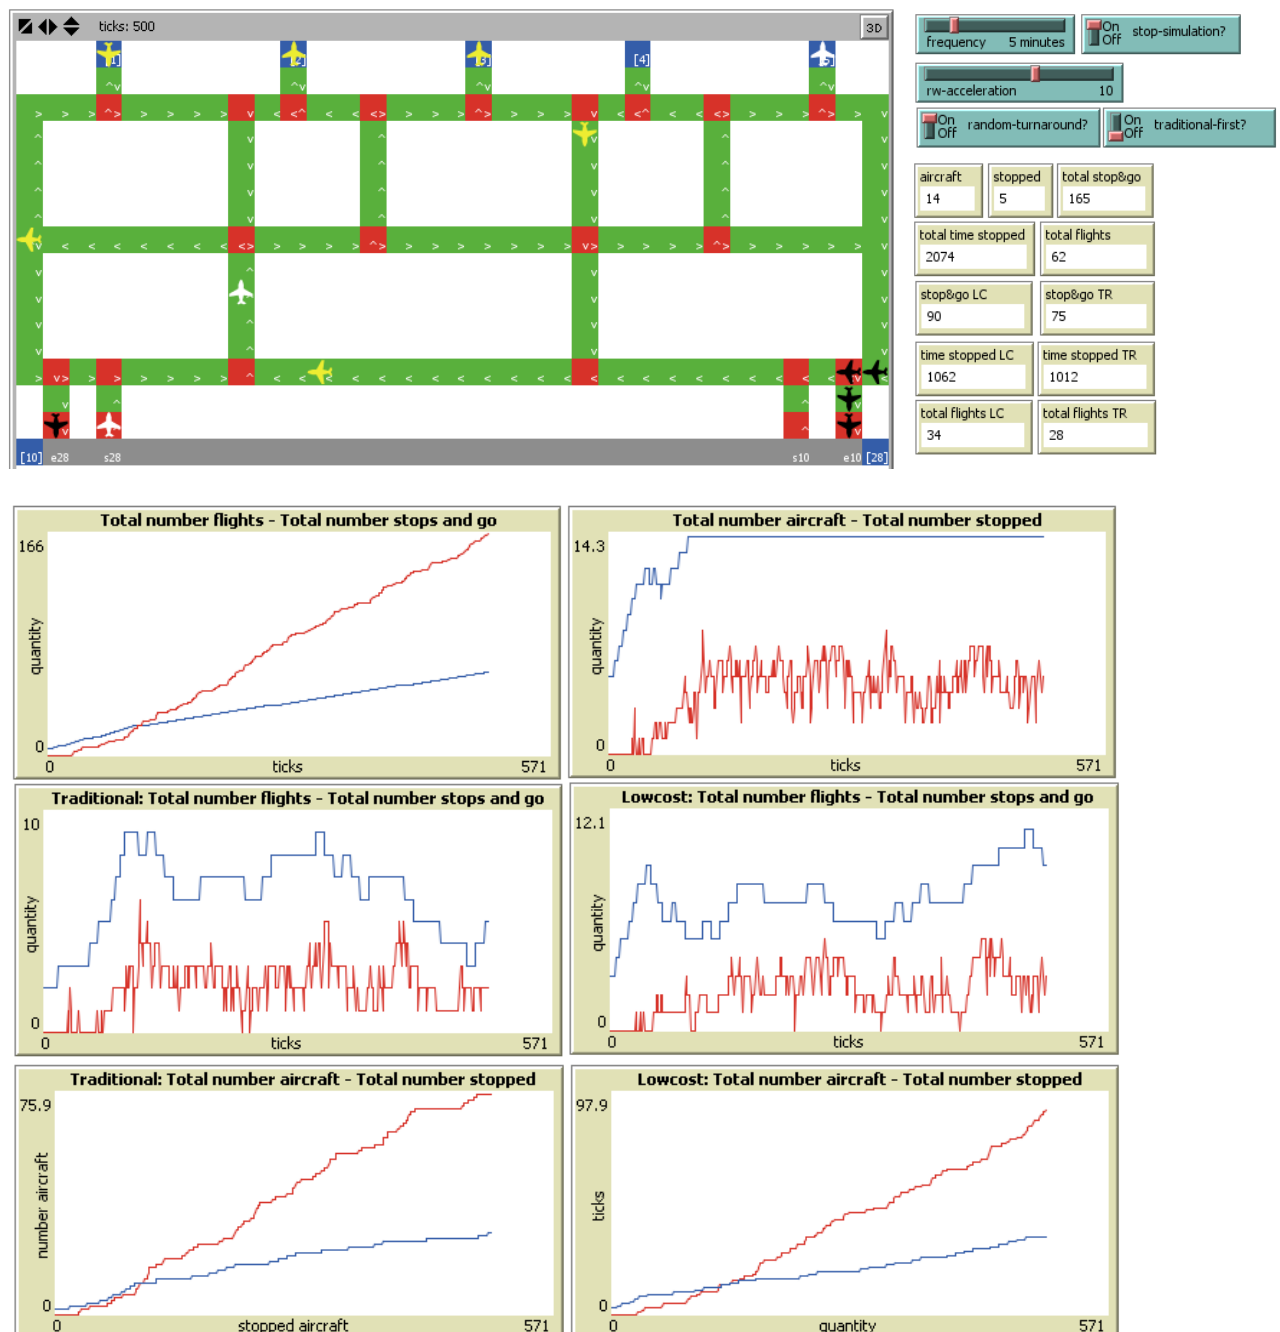 ticks: 500
3D
[4]
[10] e28 s28 s10 e10 [28]
frequency 5 minutes
On
Off
stop-simulation?
rw-acceleration 10
On
Off
random-turnaround?
On
Off
traditional-first?
aircraft
14
stopped
5
total stop&go
165
total time stopped
2074
total flights
62
stop&go LC
90
stop&go TR
75
time stopped LC
1062
time stopped TR
1012
total flights LC
34
total flights TR
28
Total number flights - Total number stops and go
166
quantity
0
0 ticks 571
Total number aircraft - Total number stopped
14.3
quantity
0
0 ticks 571
Traditional: Total number flights - Total number stops and go
10
quantity
0
0 ticks 571
Lowcost: Total number flights - Total number stops and go
12.1
quantity
0
0 ticks 571
Traditional: Total number aircraft - Total number stopped
75.9
number aircraft
0
0 stopped aircraft 571
Lowcost: Total number aircraft - Total number stopped
97.9
ticks
0
0 quantity 571